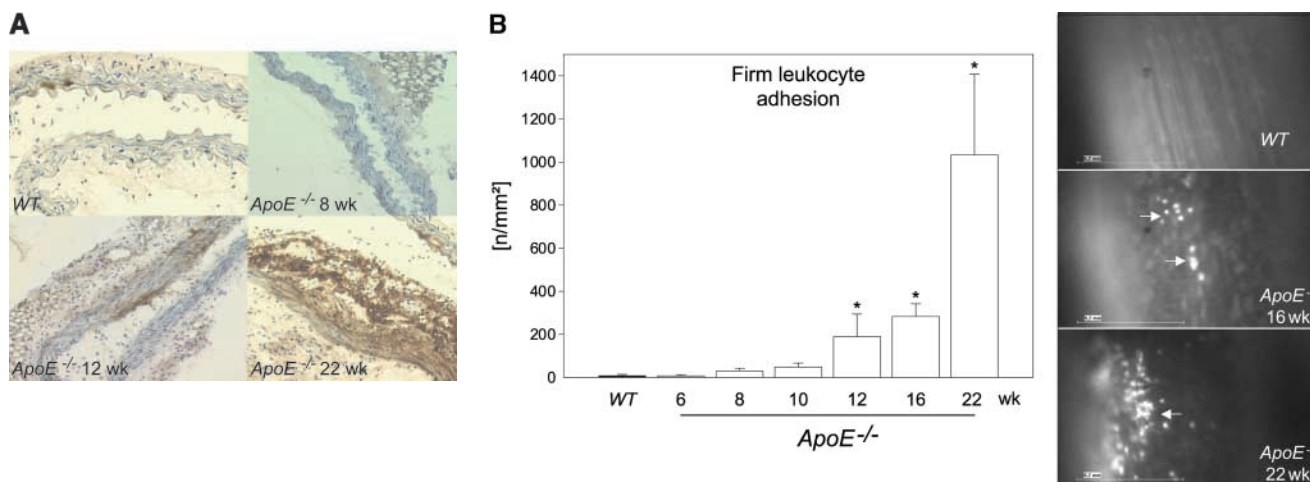 A
WT
ApoE -/- 8 wk
ApoE -/- 12 wk
ApoE -/- 22 wk
B
Firm leukocyte
adhesion
[n/mm²]
1400
1200
1000
800
600
400
200
0
*
*
*
WT 6 8 10 12 16 22 wk
ApoE-/-
WT
ApoE-
16 wk
ApoE-
22 wk